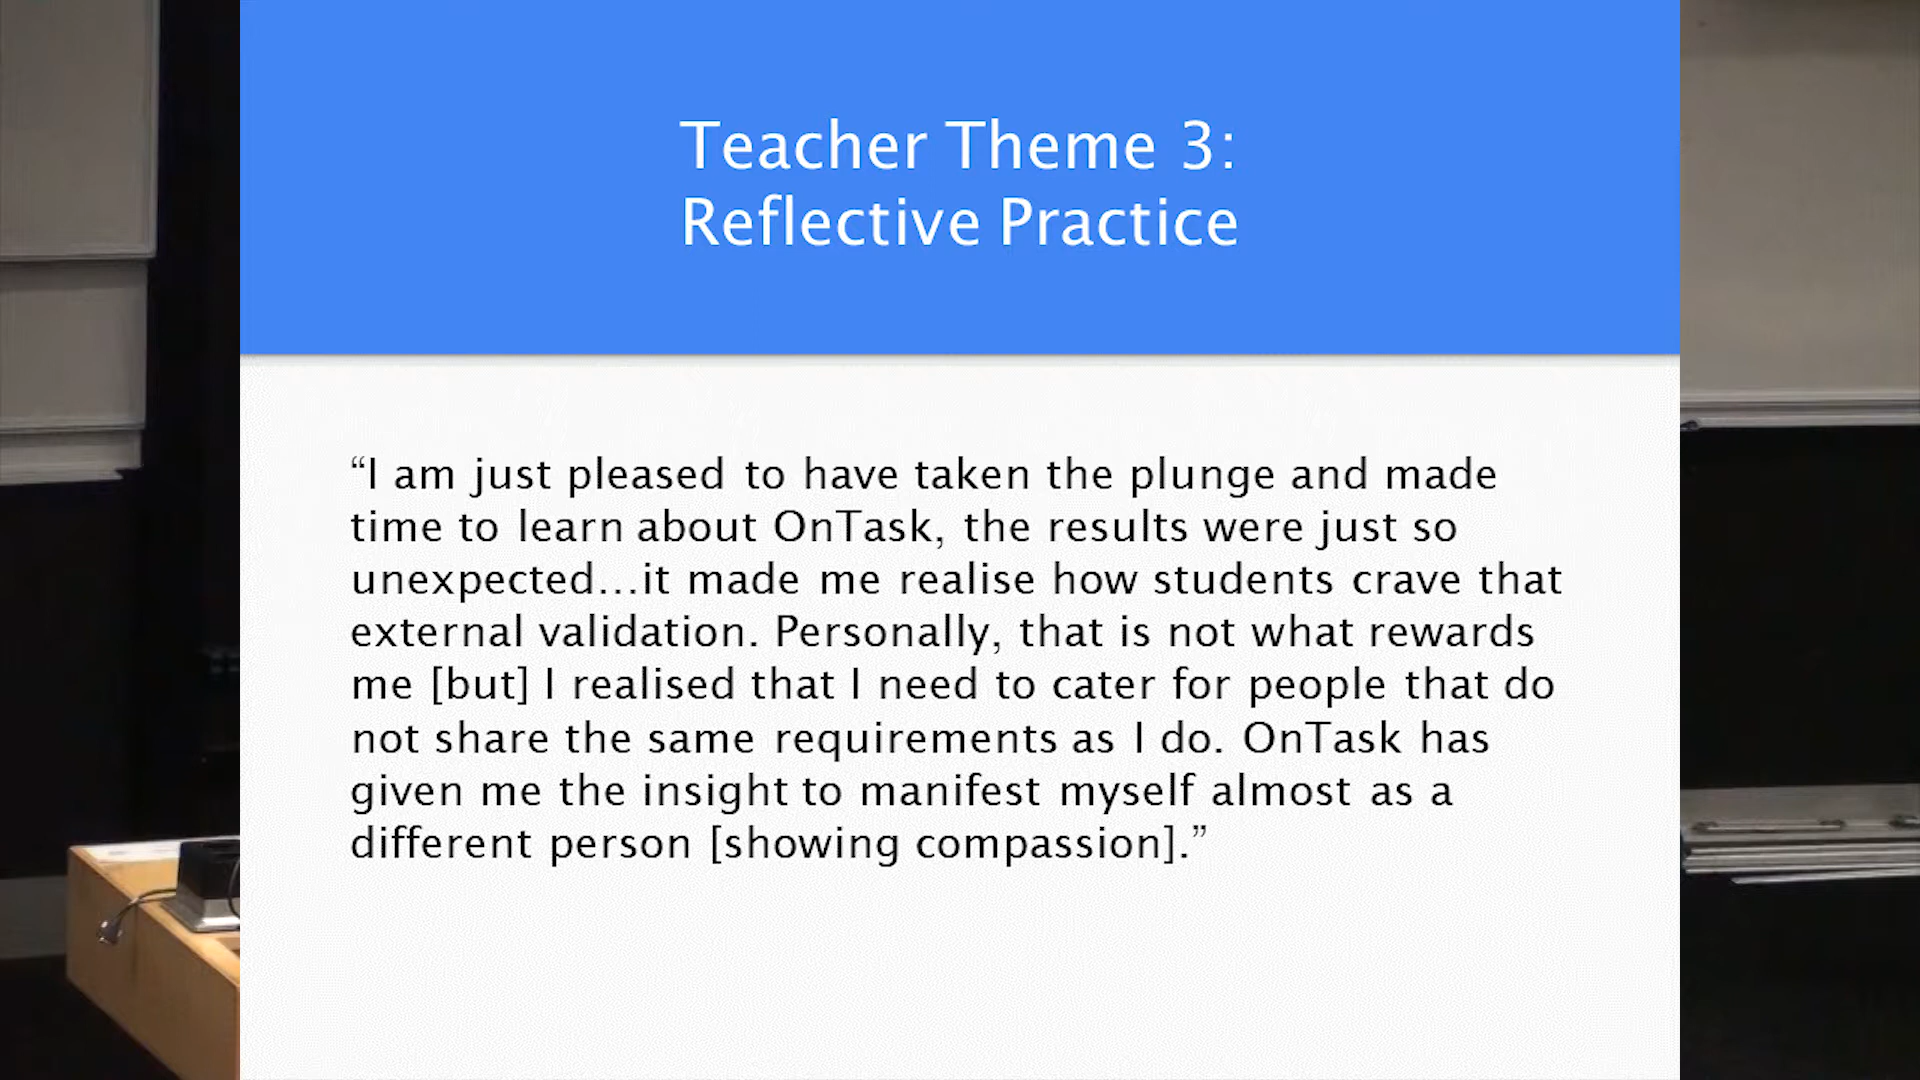 Teacher Theme 3:
Reflective Practice
“I am just pleased to have taken the plunge and made
time to learn about OnTask, the results were just so
unexpected...it made me realise how students crave that
external validation. Personally, that is not what rewards
me [but] I realised that I need to cater for people that do
not share the same requirements as I do. OnTask has
given me the insight to manifest myself almost as a
different person [showing compassion].”